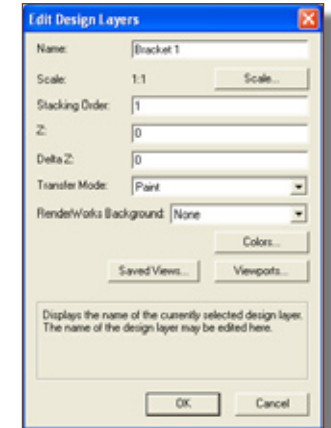 Edit Design Layers
Name: Bracket 1
Scale: 1:1 Scale...
Stacking Order: 1
Z: 0
Delta Z: 0
Transfer Mode: Paint
RenderWorks Background: None
Colors...
Saved Views... Viewports...
Displays the name of the currently selected design layer.
The name of the design layer may be edited here.
OK Cancel